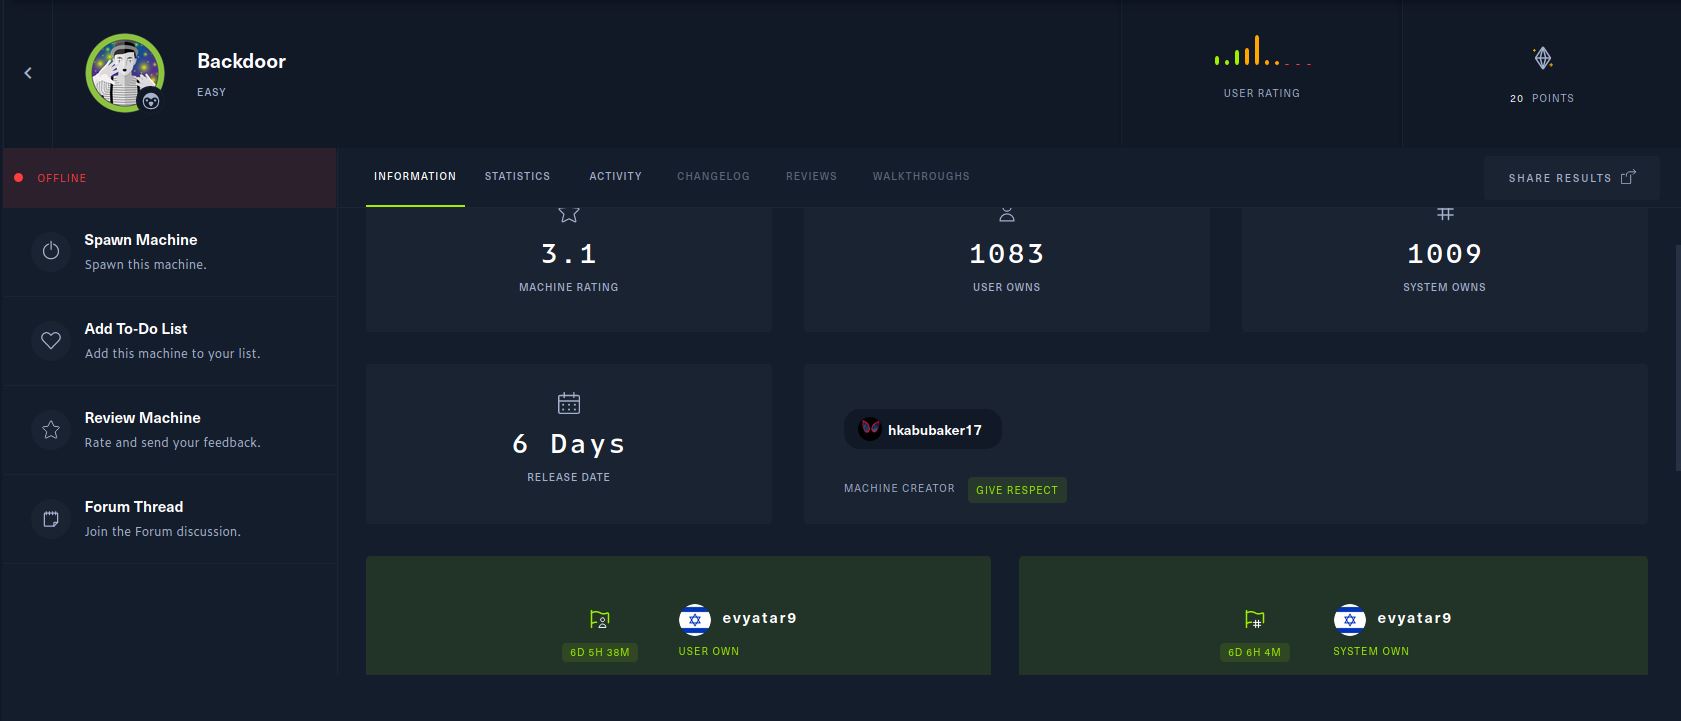 Backdoor
EASY
USER RATING
20 POINTS
OFFLINE
INFORMATION STATISTICS ACTIVITY CHANGELOG REVIEWS WALKTHROUGHS
SHARE RESULTS
Spawn Machine
Spawn this machine.
Add To-Do List
Add this machine to your list.
Review Machine
Rate and send your feedback.
Forum Thread
Join the Forum discussion.
3.1
MACHINE RATING
1083
USER OWNS
1009
SYSTEM OWNS
6 Days
RELEASE DATE
hkabubaker17
MACHINE CREATOR GIVE RESPECT
evyatar9
6D 5H 38M USER OWN
evyatar9
6D 6H 4M SYSTEM OWN